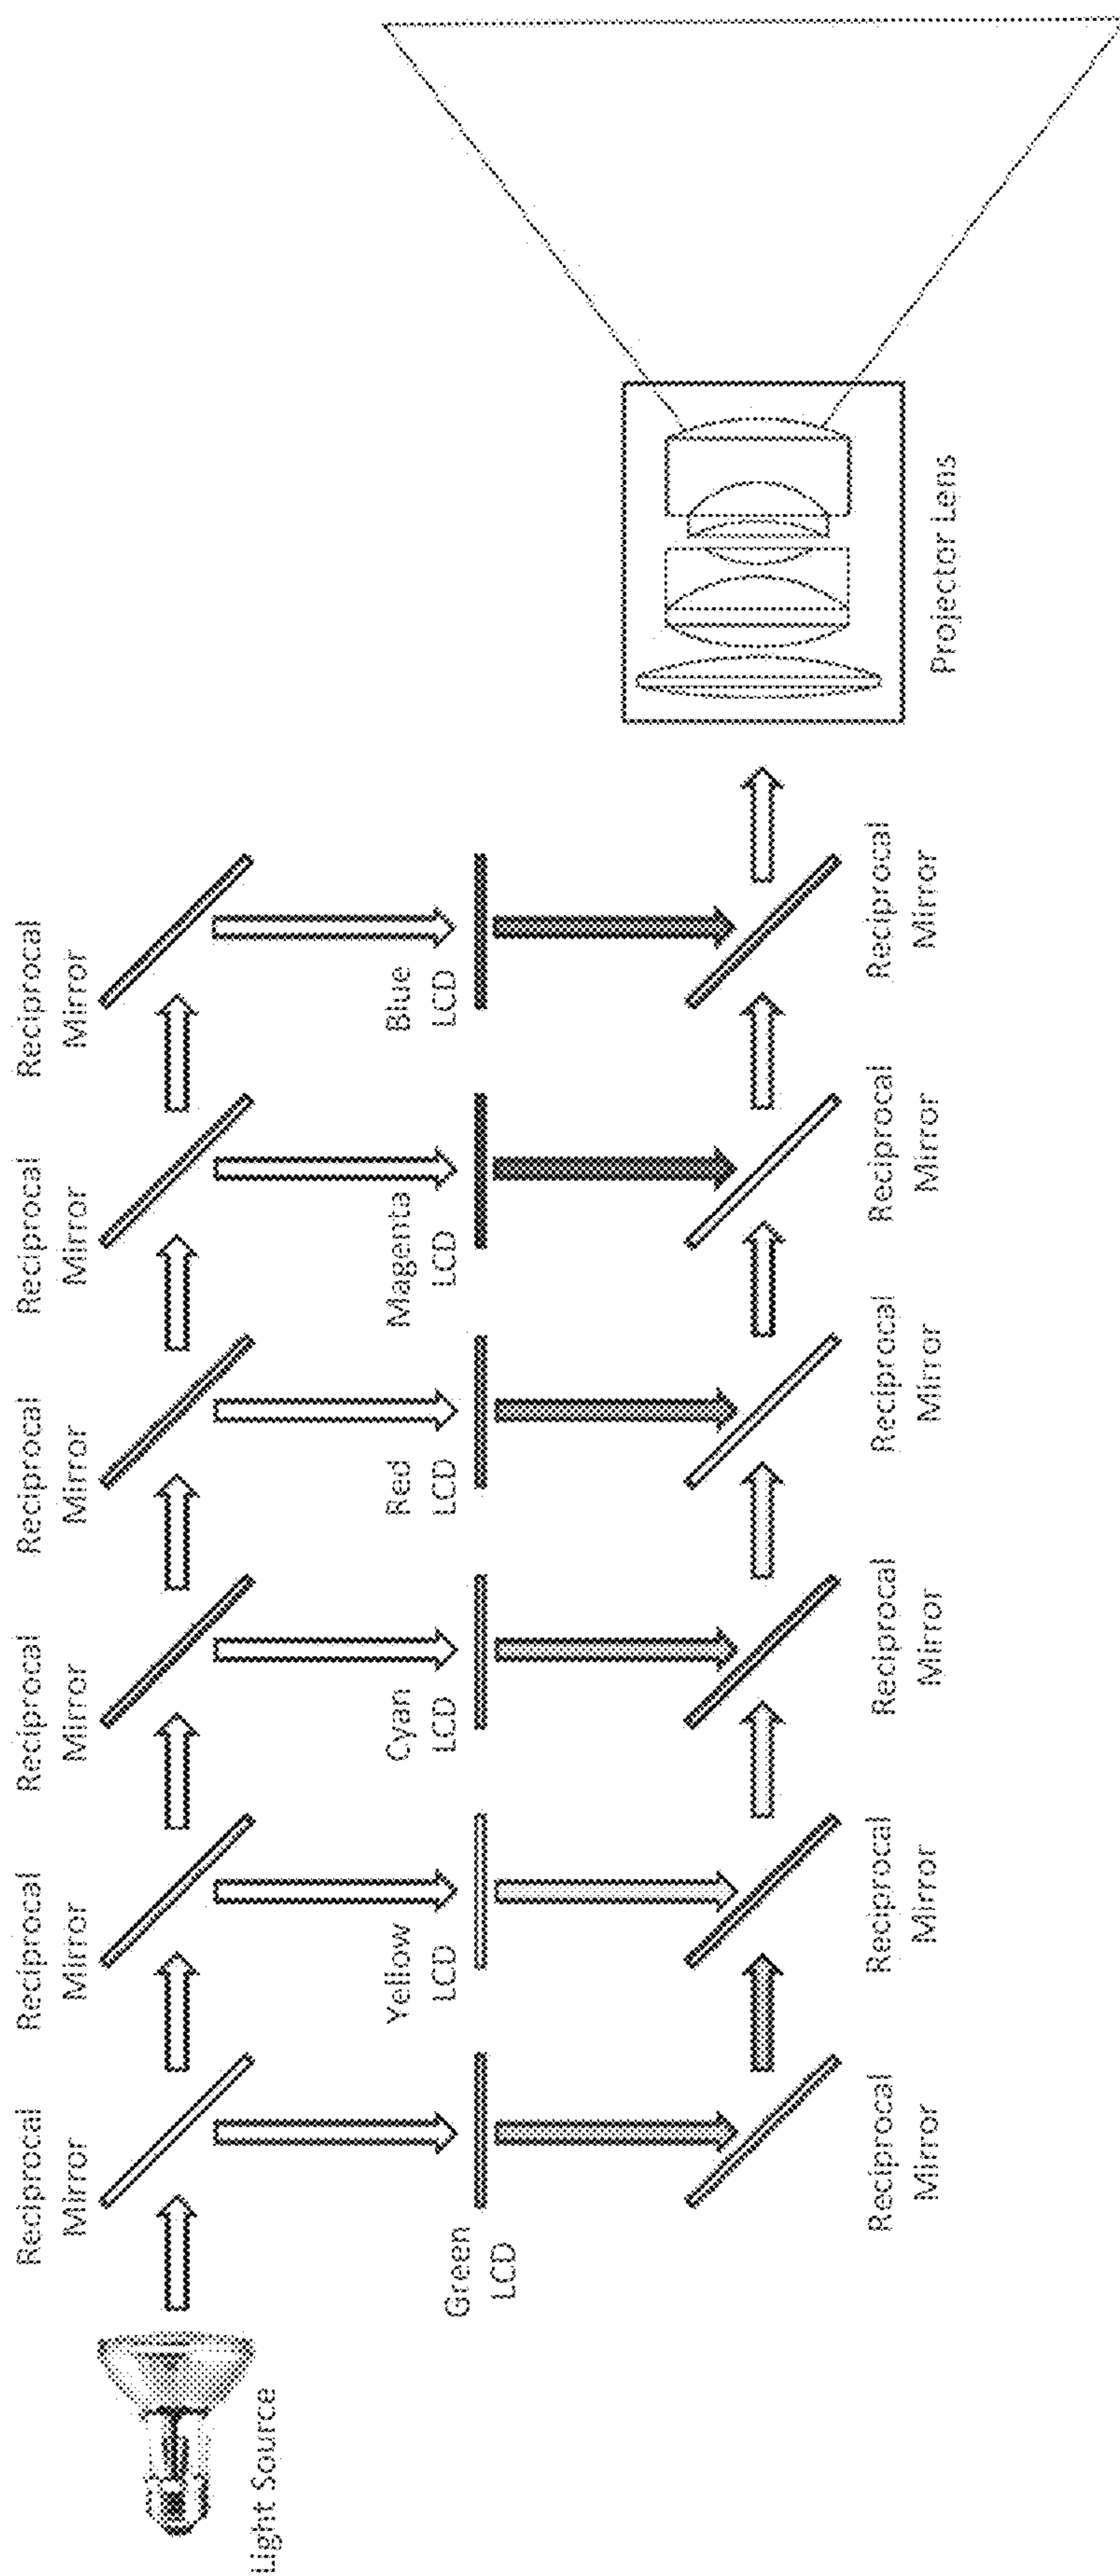 Reciprocal
Mirror
Reciprocal
Mirror
Reciprocal
Mirror
Reciprocal
Mirror
Reciprocal
Mirror
Reciprocal
Mirror
Light Source
Green
LCD
Yellow
LCD
Cyan
LCD
Red
LCD
Magenta
LCD
Blue
LCD
Reciprocal
Mirror
Reciprocal
Mirror
Reciprocal
Mirror
Reciprocal
Mirror
Reciprocal
Mirror
Reciprocal
Mirror
Projector Lens